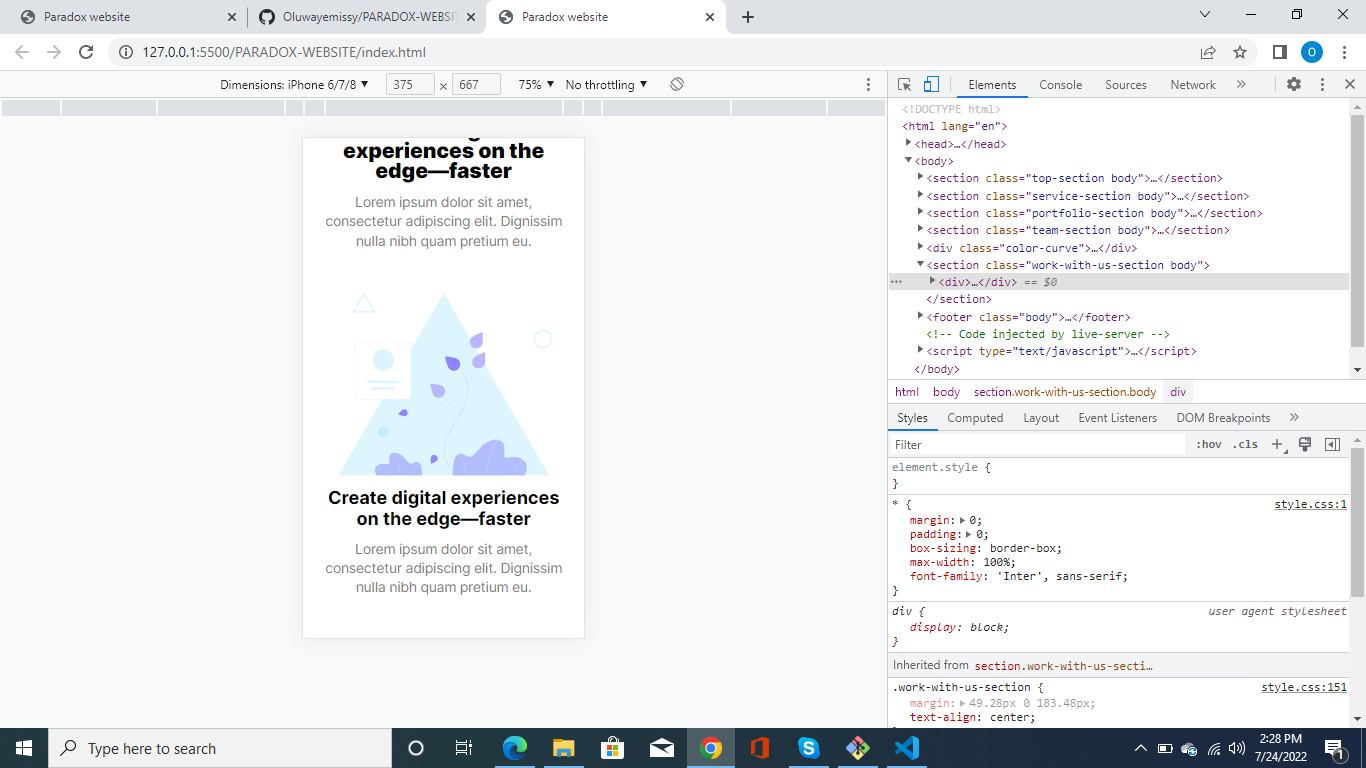 Paradox website
Oluwayemissy/PARADOX-WEBSIT
Paradox website
127.0.0.1:5500/PARADOX-WEBSITE/index.html
O
Dimensions: iPhone 6/7/8 ▼ 375 × 667 75% ▼ No throttling ▼
experiences on the
edge—faster
Lorem ipsum dolor sit amet,
consectetur adipiscing elit. Dignissim
nulla nibh quam pretium eu.
Create digital experiences
on the edge—faster
Lorem ipsum dolor sit amet,
consectetur adipiscing elit. Dignissim
nulla nibh quam pretium eu.
Elements Console Sources Network »
<!DOCTYPE html>
<html lang="en">
<head>…</head>
<body>
<section class="top-section body">…</section>
<section class="service-section body">…</section>
<section class="portfolio-section body">…</section>
<section class="team-section body">…</section>
<div class="color-curve">…</div>
<section class="work-with-us-section body">
<div>…</div> == $0
</section>
<footer class="body">…</footer>
<!-- Code injected by live-server -->
<script type="text/javascript">…</script>
</body>
html body section.work-with-us-section.body div
Styles Computed Layout Event Listeners DOM Breakpoints »
Filter :hov .cls +
element.style {
}
* { style.css:1
margin: 0;
padding: 0;
box-sizing: border-box;
max-width: 100%;
font-family: 'Inter', sans-serif;
}
div { user agent stylesheet
display: block;
}
Inherited from section.work-with-us-secti…
.work-with-us-section { style.css:151
margin: 49.28px 0 183.48px;
text-align: center;
Type here to search
2:28 PM
7/24/2022
1